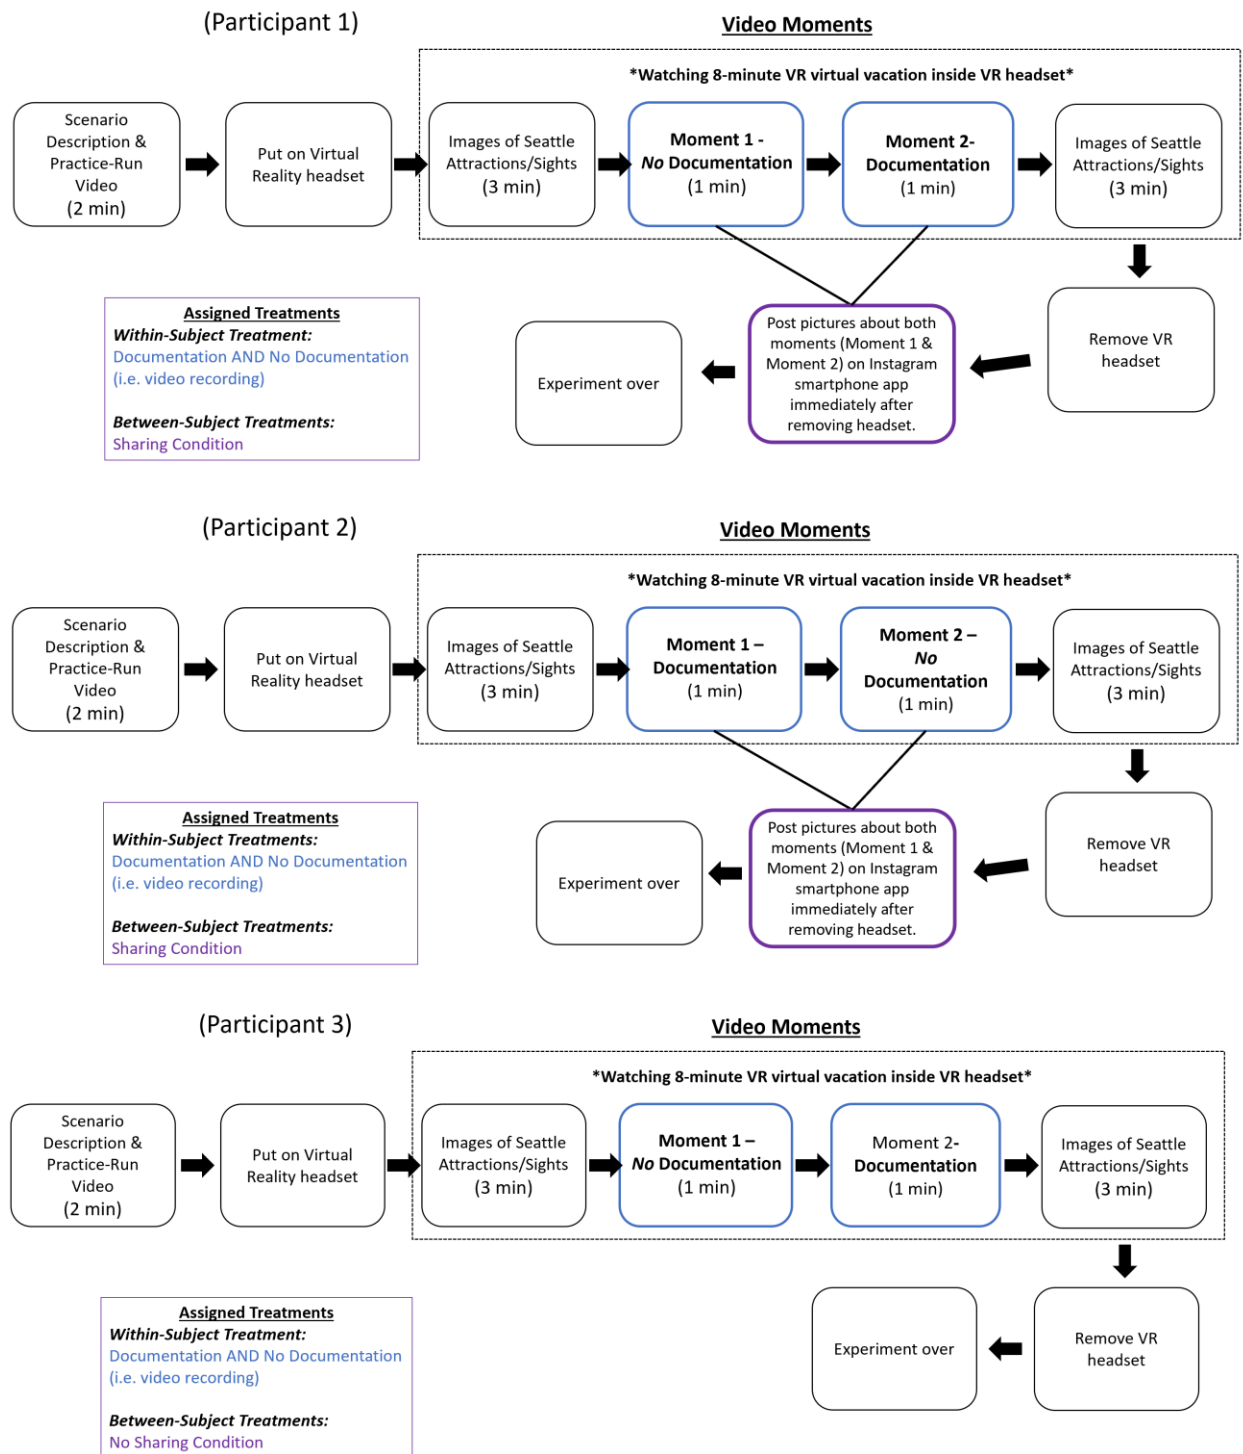 (Participant 1)
Video Moments
*Watching 8-minute VR virtual vacation inside VR headset*
Scenario
Description &
Practice-Run
Video
(2 min)
Put on Virtual
Reality headset
Images of Seattle
Attractions/Sights
(3 min)
Moment 1 -
No Documentation
(1 min)
Moment 2-
Documentation
(1 min)
Images of Seattle
Attractions/Sights
(3 min)
Assigned Treatments
Within-Subject Treatment:
Documentation AND No Documentation
(i.e. video recording)
Between-Subject Treatments:
Sharing Condition
Experiment over
Post pictures about both
moments (Moment 1 &
Moment 2) on Instagram
smartphone app
immediately after
removing headset.
Remove VR
headset
(Participant 2)
Video Moments
*Watching 8-minute VR virtual vacation inside VR headset*
Scenario
Description &
Practice-Run
Video
(2 min)
Put on Virtual
Reality headset
Images of Seattle
Attractions/Sights
(3 min)
Moment 1 –
Documentation
(1 min)
Moment 2 –
No
Documentation
(1 min)
Images of Seattle
Attractions/Sights
(3 min)
Assigned Treatments
Within-Subject Treatments:
Documentation AND No Documentation
(i.e. video recording)
Between-Subject Treatments:
Sharing Condition
Experiment over
Post pictures about both
moments (Moment 1 &
Moment 2) on Instagram
smartphone app
immediately after
removing headset.
Remove VR
headset
(Participant 3)
Video Moments
*Watching 8-minute VR virtual vacation inside VR headset*
Scenario
Description &
Practice-Run
Video
(2 min)
Put on Virtual
Reality headset
Images of Seattle
Attractions/Sights
(3 min)
Moment 1 –
No Documentation
(1 min)
Moment 2-
Documentation
(1 min)
Images of Seattle
Attractions/Sights
(3 min)
Assigned Treatments
Within-Subject Treatment:
Documentation AND No Documentation
(i.e. video recording)
Between-Subject Treatments:
No Sharing Condition
Experiment over
Remove VR
headset